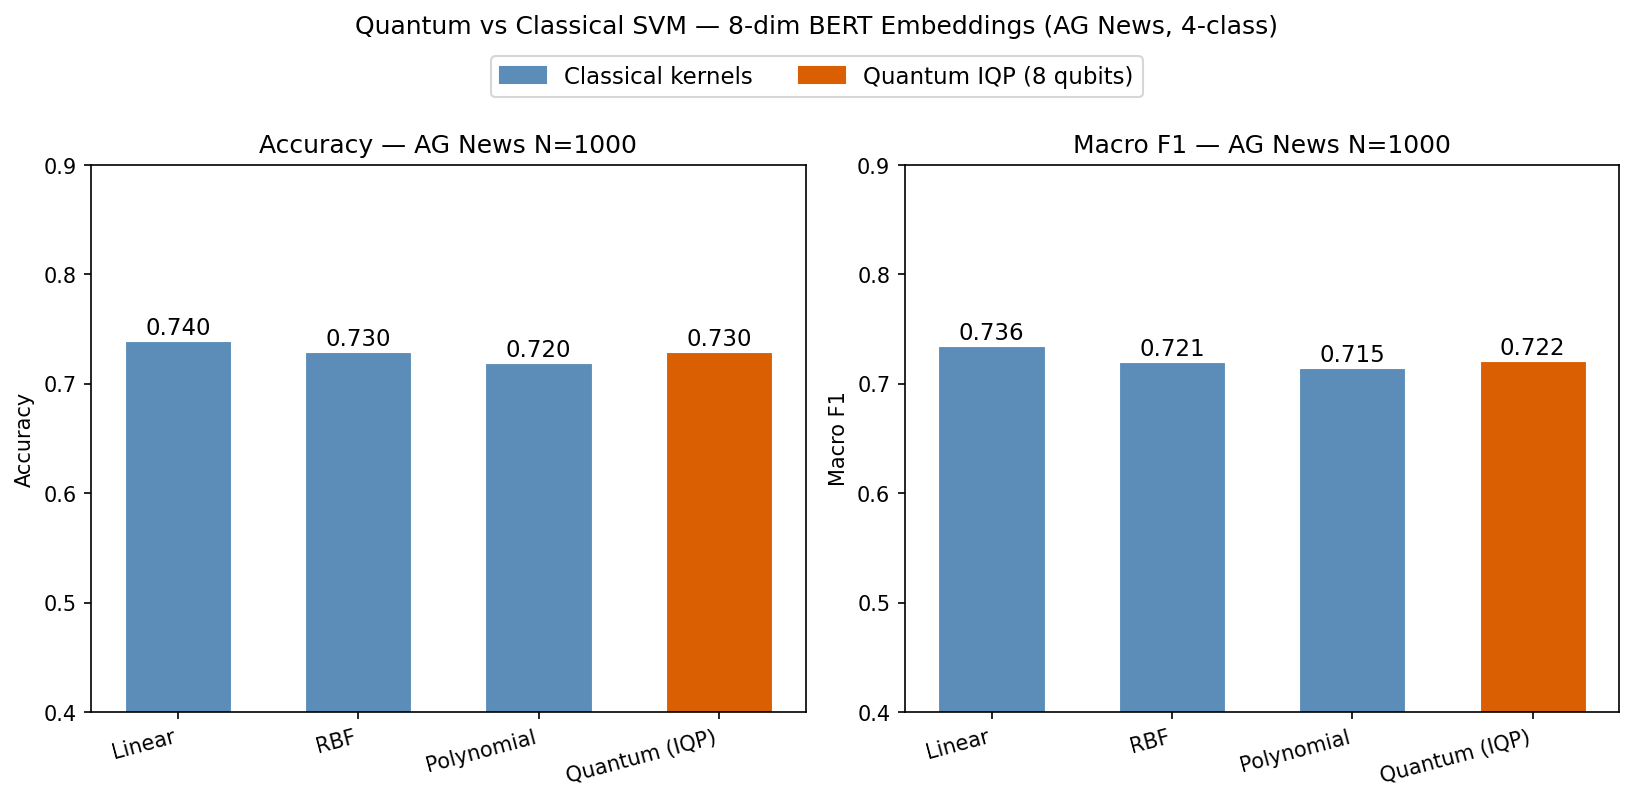 Quantum vs Classical SVM — 8-dim BERT Embeddings (AG News, 4-class)
Classical kernels
Quantum IQP (8 qubits)
Accuracy — AG News N=1000
0.9
0.8
0.7
0.6
0.5
0.4
Accuracy
0.740
0.730
0.720
0.730
Linear
RBF
Polynomial
Quantum (IQP)
Macro F1 — AG News N=1000
0.9
0.8
0.7
0.6
0.5
0.4
Macro F1
0.736
0.721
0.715
0.722
Linear
RBF
Polynomial
Quantum (IQP)